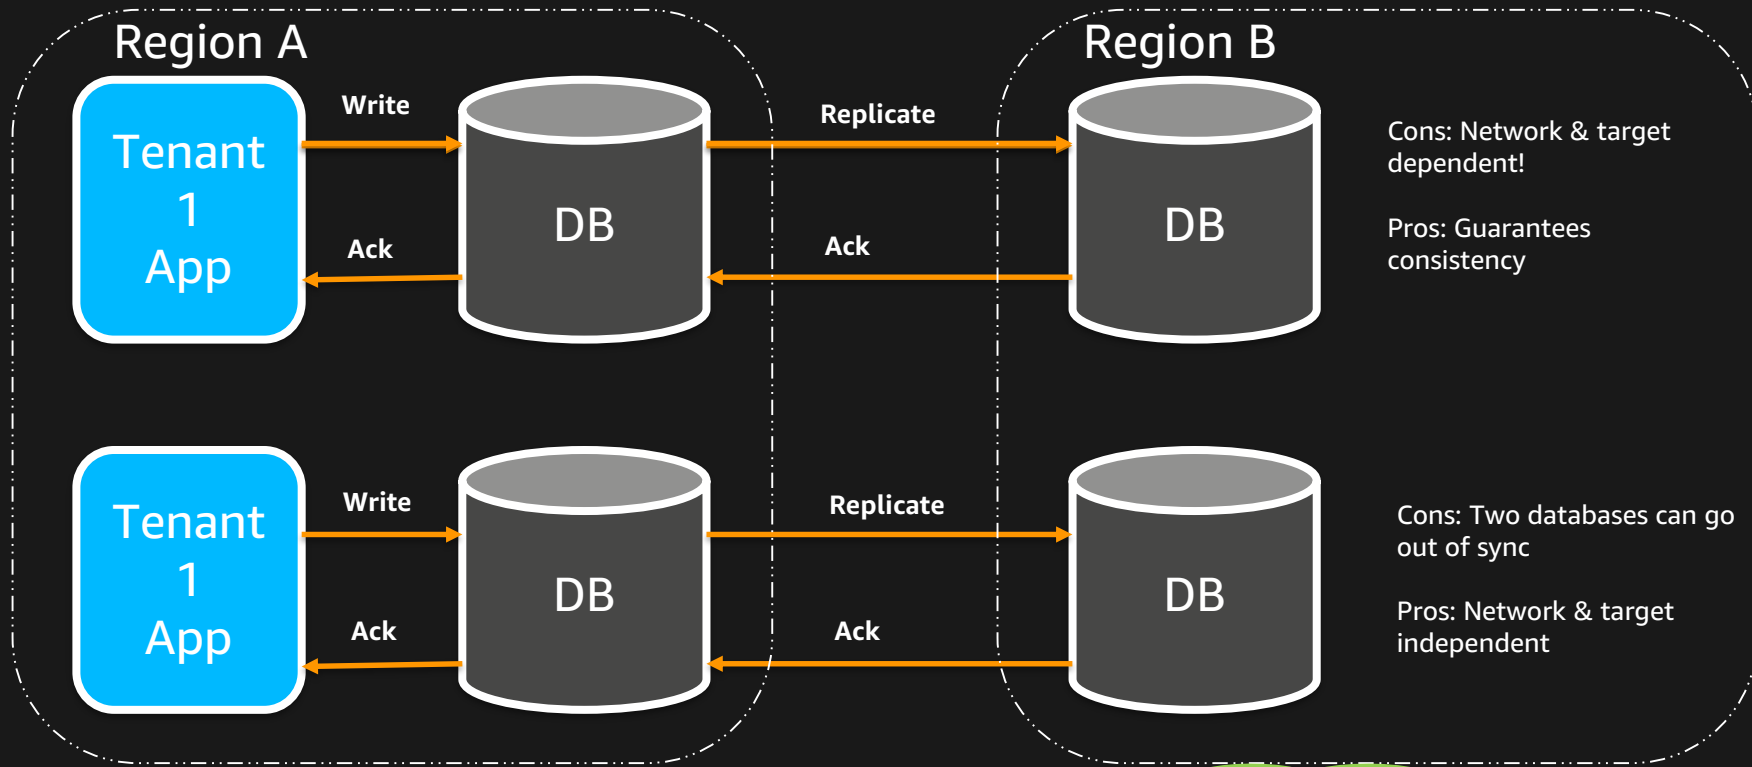 Region A
Region B
Write
Replicate
Tenant
1
App
DB
DB
Ack
Ack
Cons: Network & target
dependent!
Pros: Guarantees
consistency
Write
Replicate
Tenant
1
App
DB
DB
Ack
Ack
Cons: Two databases can go
out of sync
Pros: Network & target
independent